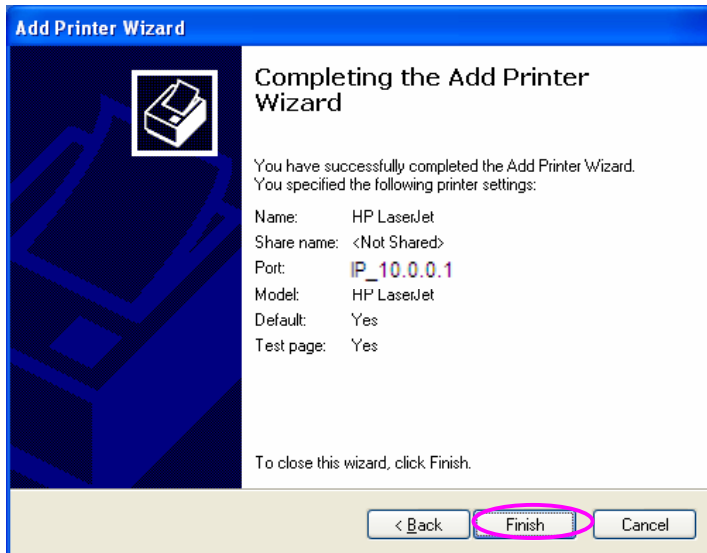 Add Printer Wizard
Completing the Add Printer
Wizard
You have successfully completed the Add Printer Wizard.
You specified the following printer settings:
Name: HP LaserJet
Share name: <Not Shared>
Port: IP_10.0.0.1
Model: HP LaserJet
Default: Yes
Test page: Yes
To close this wizard, click Finish.
< Back Finish Cancel